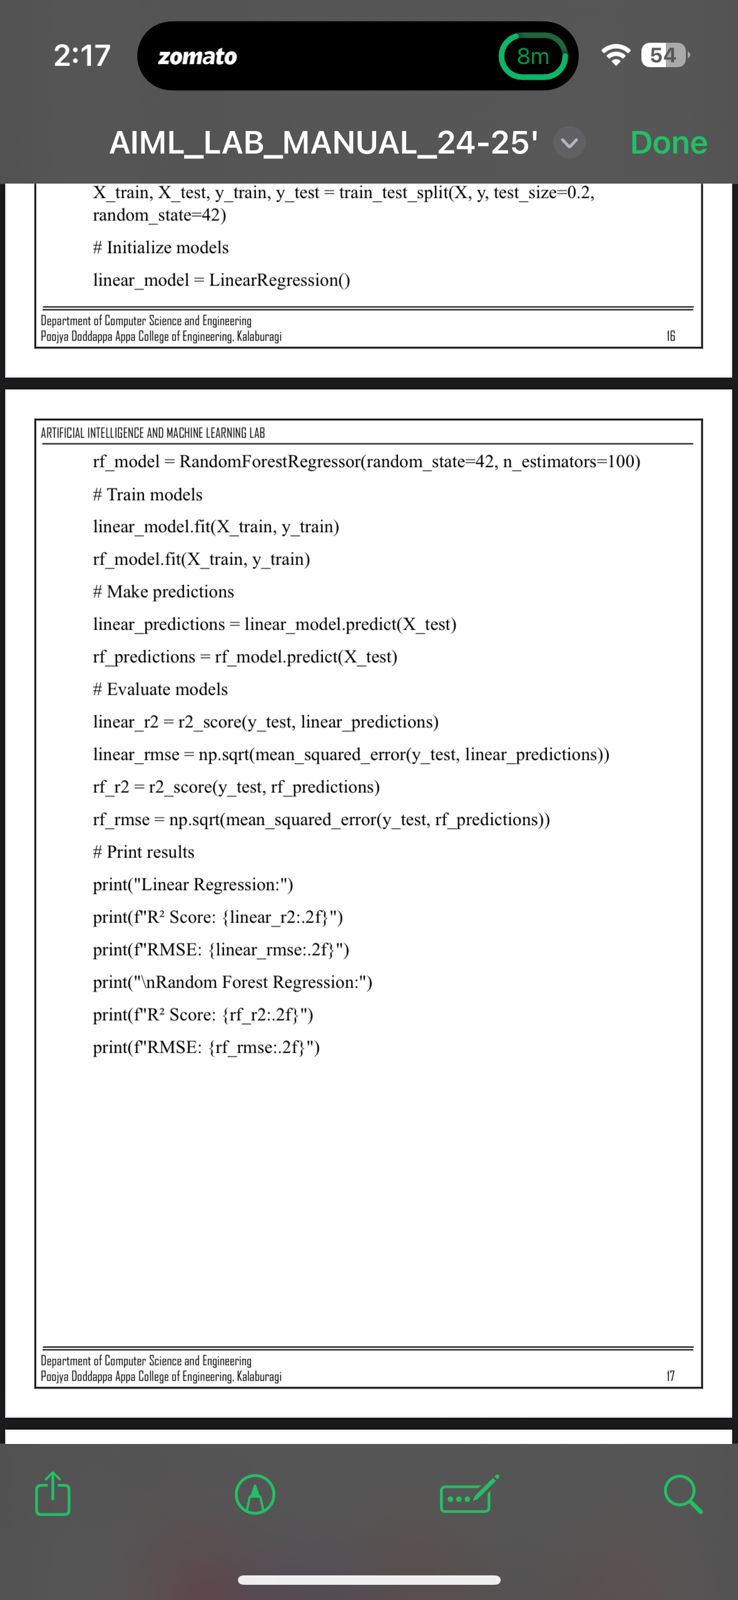 2:17
zomato
8m
54
AIML_LAB_MANUAL_24-25'
Done
X_train, X_test, y_train, y_test = train_test_split(X, y, test_size=0.2,
random_state=42)
# Initialize models
linear_model = LinearRegression()
Department of Computer Science and Engineering
Poojya Doddappa Appa College of Engineering, Kalaburagi
16
ARTIFICIAL INTELLIGENCE AND MACHINE LEARNING LAB
rf_model = RandomForestRegressor(random_state=42, n_estimators=100)
# Train models
linear_model.fit(X_train, y_train)
rf_model.fit(X_train, y_train)
# Make predictions
linear_predictions = linear_model.predict(X_test)
rf_predictions = rf_model.predict(X_test)
# Evaluate models
linear_r2 = r2_score(y_test, linear_predictions)
linear_rmse = np.sqrt(mean_squared_error(y_test, linear_predictions))
rf_r2 = r2_score(y_test, rf_predictions)
rf_rmse = np.sqrt(mean_squared_error(y_test, rf_predictions))
# Print results
print("Linear Regression:")
print(f"R² Score: {linear_r2:.2f}")
print(f"RMSE: {linear_rmse:.2f}")
print("\nRandom Forest Regression:")
print(f"R² Score: {rf_r2:.2f}")
print(f"RMSE: {rf_rmse:.2f}")
Department of Computer Science and Engineering
Poojya Doddappa Appa College of Engineering, Kalaburagi
17